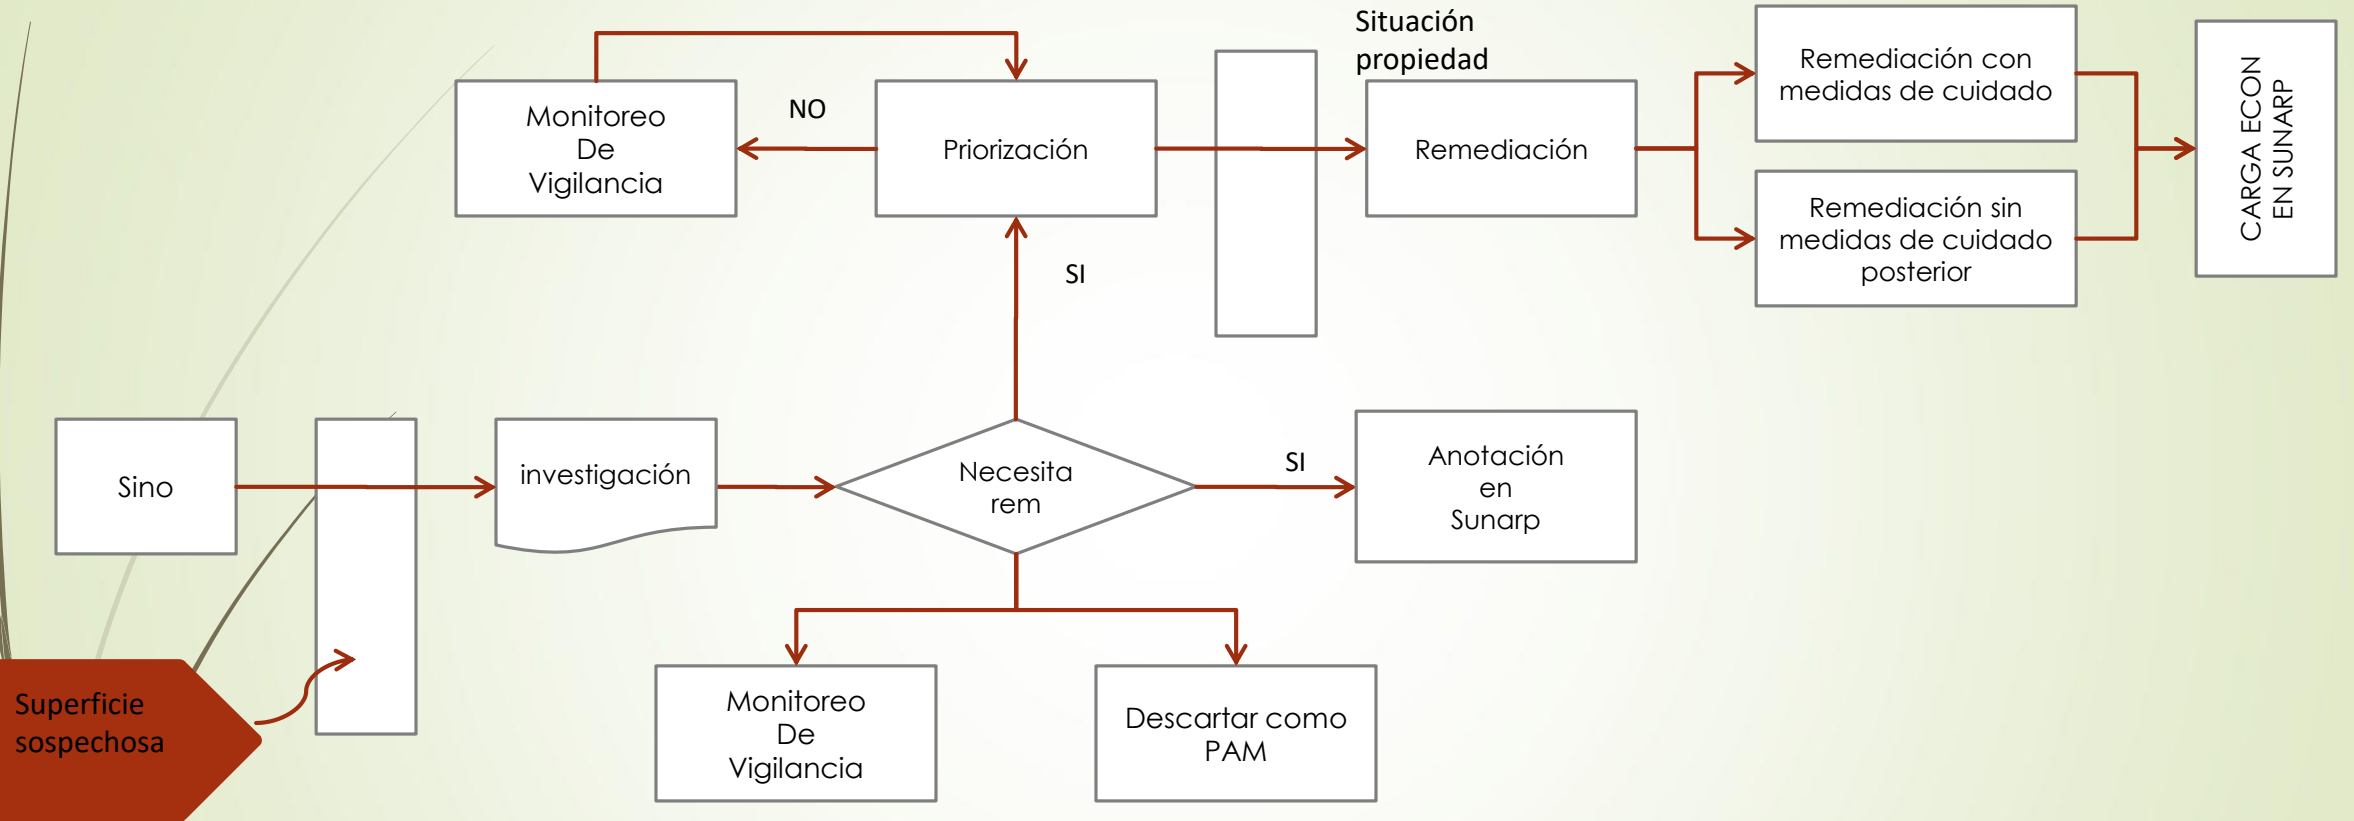 Situación
propiedad
Monitoreo
De
Vigilancia
NO
Priorización
Remediación
Remediación con
medidas de cuidado
Remediación sin
medidas de cuidado
posterior
CARGA ECON
EN SUNARP
SI
Sino
investigación
Necesita
rem
SI
Anotación
en
Sunarp
Superficie
sospechosa
Monitoreo
De
Vigilancia
Descartar como
PAM